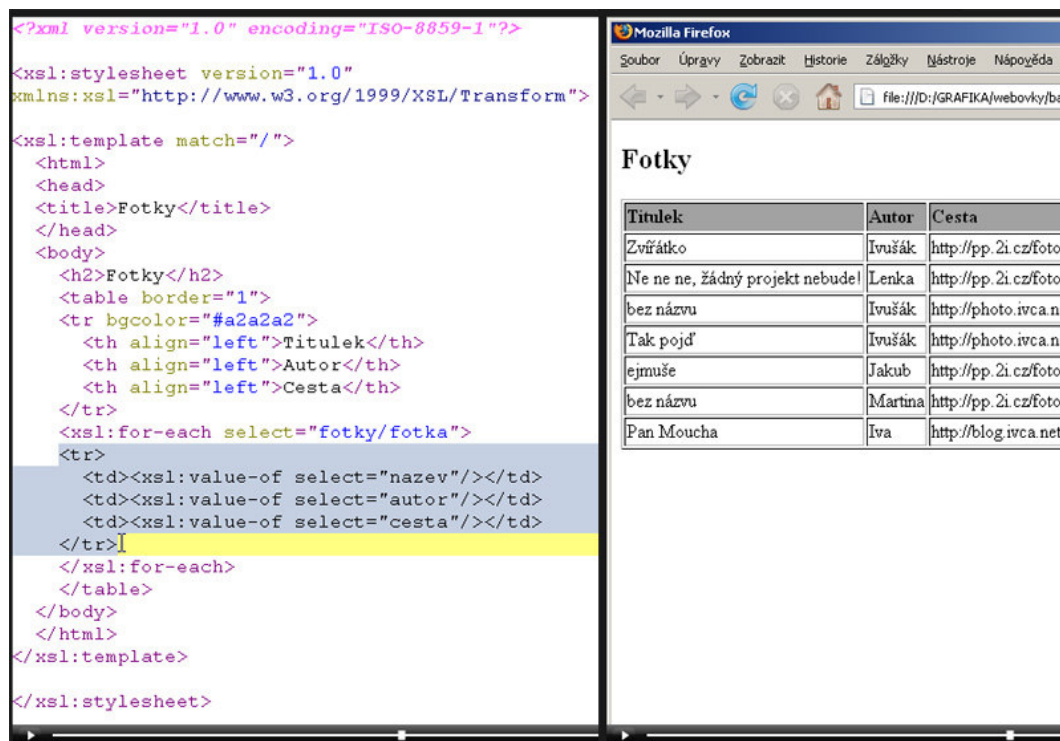 <?xml version="1.0" encoding="ISO-8859-1"?>
<xsl:stylesheet version="1.0"
xmlns:xsl="http://www.w3.org/1999/XSL/Transform">
<xsl:template match="/">
<html>
<head>
<title>Fotky</title>
</head>
<body>
<h2>Fotky</h2>
<table border="1">
<tr bgcolor="#a2a2a2">
<th align="left">Titulek</th>
<th align="left">Autor</th>
<th align="left">Cesta</th>
</tr>
<xsl:for-each select="fotky/fotka">
<tr>
<td><xsl:value-of select="nazev"/></td>
<td><xsl:value-of select="autor"/></td>
<td><xsl:value-of select="cesta"/></td>
</tr>
</xsl:for-each>
</table>
</body>
</html>
</xsl:template>
</xsl:stylesheet>
Mozilla Firefox
Soubor Úpravy Zobrazit Historie Záložky Nástroje Nápověda
file:///D:/GRAFIKA/webovky/ba
Fotky
Titulek Autor Cesta
Zvířátko Ivušák http://pp.2i.cz/foto
Ne ne ne, žádný projekt nebude! Lenka http://pp.2i.cz/foto
bez názvu Ivušák http://photo.ivca.n
Tak pojď Ivušák http://photo.ivca.n
ejmuše Jakub http://pp.2i.cz/foto
bez názvu Martina http://pp.2i.cz/foto
Pan Moucha Iva http://blog.ivca.net